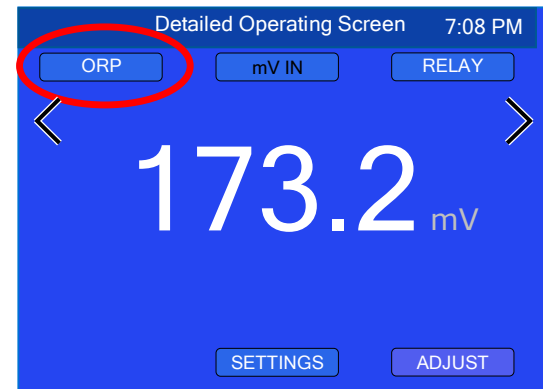 Detailed Operating Screen 7:08 PM
ORP mV IN RELAY
173.2 mV
SETTINGS ADJUST